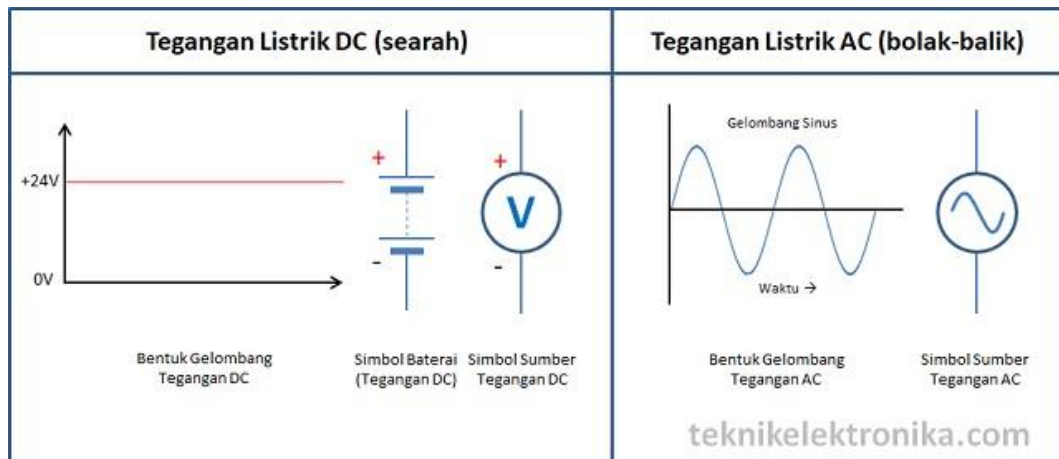 Tegangan Listrik DC (searah)
+24V
0V
+
-
+
V
-
Bentuk Gelombang
Tegangan DC
Simbol Baterai
(Tegangan DC)
Simbol Sumber
Tegangan DC
Tegangan Listrik AC (bolak-balik)
Gelombang Sinus
Waktu →
Bentuk Gelombang
Tegangan AC
Simbol Sumber
Tegangan AC
teknikelektronika.com